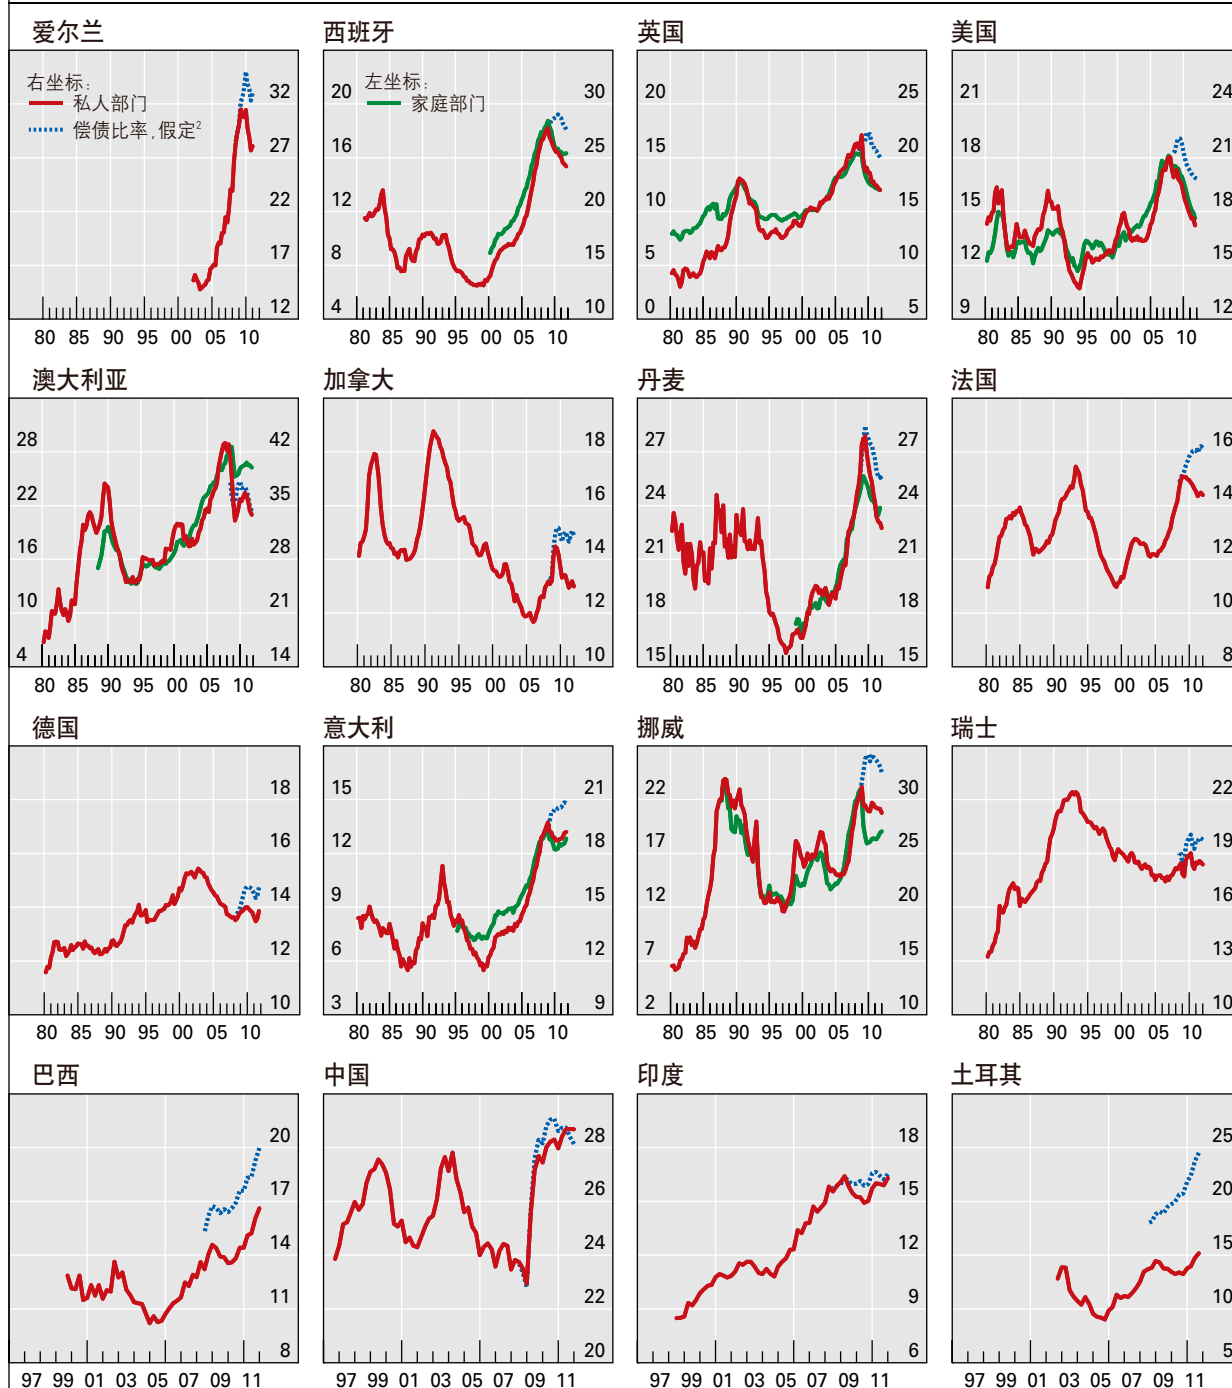 爱尔兰 西班牙 英国 美国
右坐标: 左坐标:
私人部门 家庭部门
偿债比率,假定2
32 20 30 20 25 21 24
27 16 25 15 20 18 21
22 12 20 10 15 15 18
17 8 15 5 10 12 15
12 4 10 0 5 9 12
80 85 90 95 00 05 10 80 85 90 95 00 05 10 80 85 90 95 00 05 10 80 85 90 95 00 05 10
澳大利亚 加拿大 丹麦 法国
28 42 18 27 27 16
22 35 16 24 24 14
16 28 14 21 21 12
10 21 12 18 18 10
4 14 10 15 15 8
80 85 90 95 00 05 10 80 85 90 95 00 05 10 80 85 90 95 00 05 10 80 85 90 95 00 05 10
德国 意大利 挪威 瑞士
18 15 21 22 30 22
16 12 18 17 25 19
14 9 15 12 20 16
12 6 12 7 15 13
10 3 9 2 10 10
80 85 90 95 00 05 10 80 85 90 95 00 05 10 80 85 90 95 00 05 10 80 85 90 95 00 05 10
巴西 中国 印度 土耳其
20 28 18 25
17 26 15 20
14 24 12 15
11 22 9 10
8 20 6 5
97 99 01 03 05 07 09 11 97 99 01 03 05 07 09 11 97 99 01 03 05 07 09 11 97 99 01 03 05 07 09 11